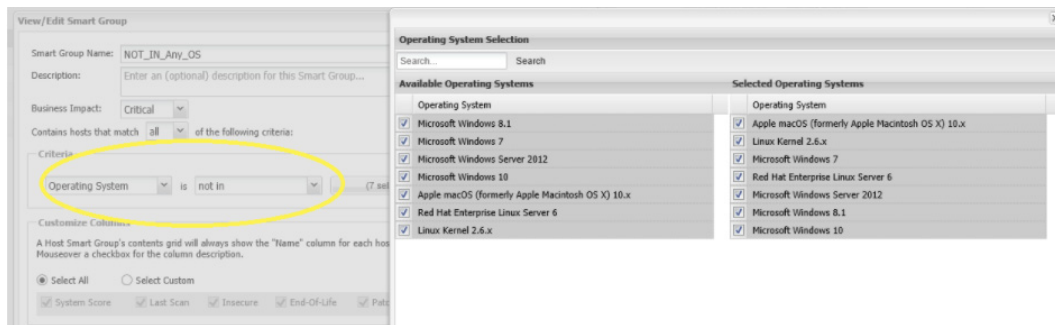 View/Edit Smart Group
Smart Group Name: NOT_IN_Any_OS
Description: Enter an (optional) description for this Smart Group...
Business Impact: Critical
Contains hosts that match all of the following criteria:
Criteria
Operating System is not in (7 sel
Customize Colum
A Host Smart Group's contents grid will always show the "Name" column for each hos
Mouseover a checkbox for the column description.
Select All Select Custom
System Score Last Scan Insecure End-Of-Life Patc
Operating System Selection
Search... Search
Available Operating Systems
Operating System
Microsoft Windows 8.1
Microsoft Windows 7
Microsoft Windows Server 2012
Microsoft Windows 10
Apple macOS (formerly Apple Macintosh OS X) 10.x
Red Hat Enterprise Linux Server 6
Linux Kernel 2.6.x
Selected Operating Systems
Operating System
Apple macOS (formerly Apple Macintosh OS X) 10.x
Linux Kernel 2.6.x
Microsoft Windows 7
Red Hat Enterprise Linux Server 6
Microsoft Windows Server 2012
Microsoft Windows 8.1
Microsoft Windows 10